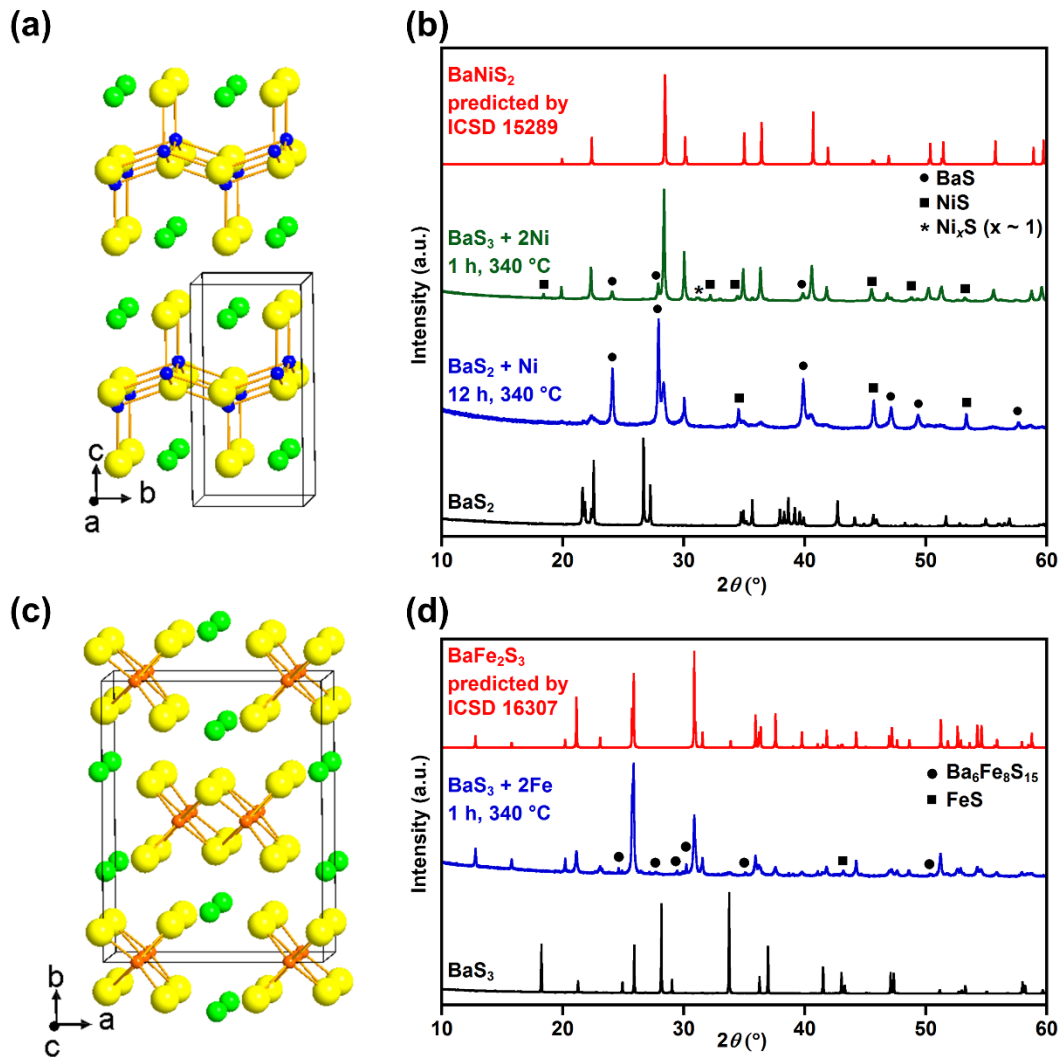 (a)
c
b
a
(b)
BaNiS₂
predicted by
ICSD 15289
● BaS
■ NiS
* NiₓS (x ~ 1)
BaS₃ + 2Ni
1 h, 340 °C
BaS₂ + Ni
12 h, 340 °C
BaS₂
Intensity (a.u.)
10 20 30 40 50 60
2θ (°)
(c)
b
a
c
(d)
BaFe₂S₃
predicted by
ICSD 16307
● Ba₆Fe₈S₁₅
■ FeS
BaS₃ + 2Fe
1 h, 340 °C
BaS₃
Intensity (a.u.)
10 20 30 40 50 60
2θ (°)